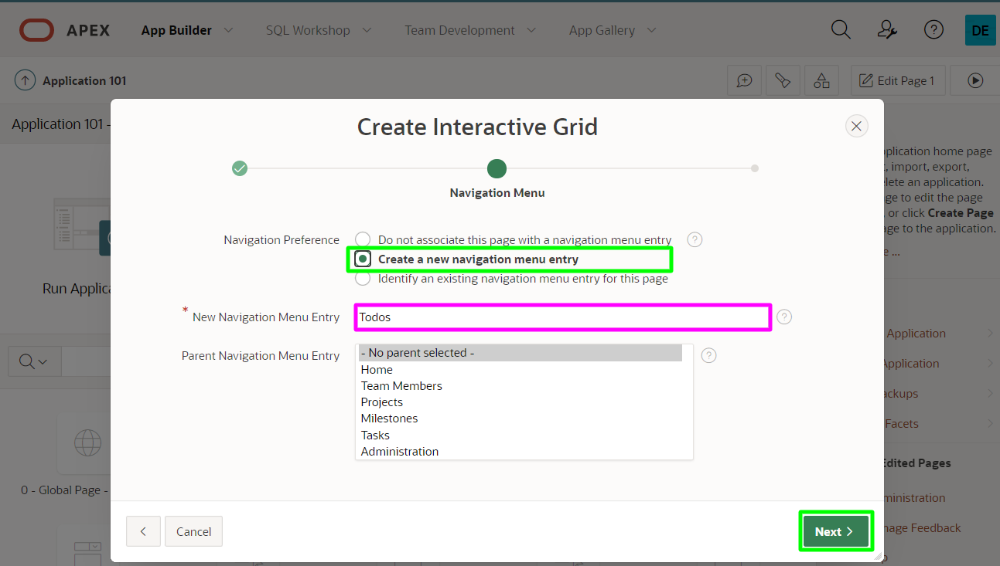 APEX App Builder SQL Workshop Team Development App Gallery DE
Application 101 Edit Page 1
Application 101 -
Create Interactive Grid
Navigation Menu
Navigation Preference
Do not associate this page with a navigation menu entry ?
Create a new navigation menu entry
Identify an existing navigation menu entry for this page
* New Navigation Menu Entry Todos ?
Parent Navigation Menu Entry ?
- No parent selected -
Home
Team Members
Projects
Milestones
Tasks
Administration
Cancel Next
Run Applica
0 - Global Page -
pplication home page
, import, export,
lete an application.
ge to edit the page
, or click Create Page
age to the application.
e ...
Application
Application
ackups
Facets
Edited Pages
ministration
nage Feedback
p